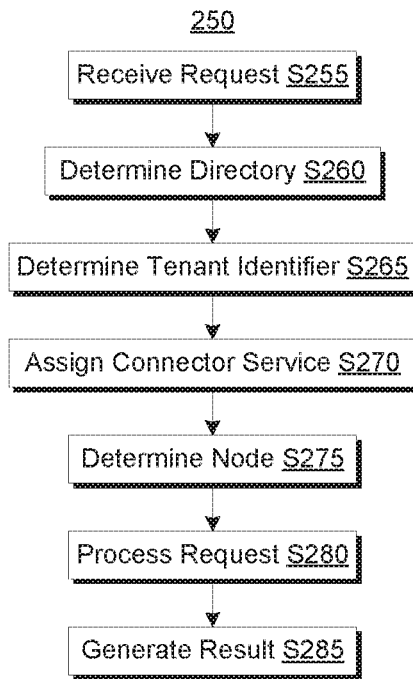 250
Receive Request S255
Determine Directory S260
Determine Tenant Identifier S265
Assign Connector Service S270
Determine Node S275
Process Request S280
Generate Result S285